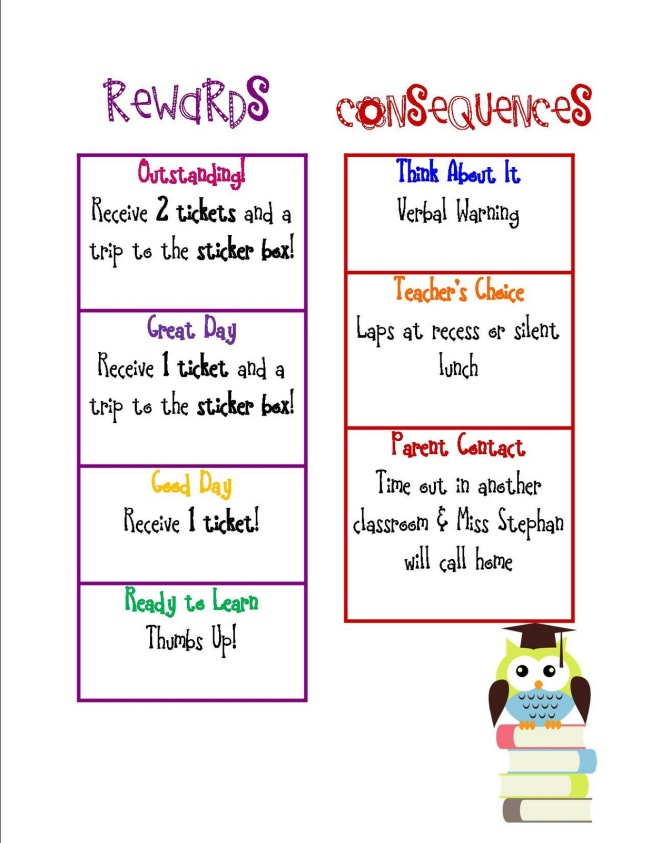 Rewards
Outstanding!
Receive 2 tickets and a
trip to the sticker box!
Great Day
Receive 1 ticket and a
trip to the sticker box!
Good Day
Receive 1 ticket!
Ready to Learn
Thumbs Up!
Consequences
Think About It
Verbal Warning
Teacher's Choice
Laps at recess or silent
lunch
Parent Contact
Time out in another
classroom & Miss Stephan
will call home